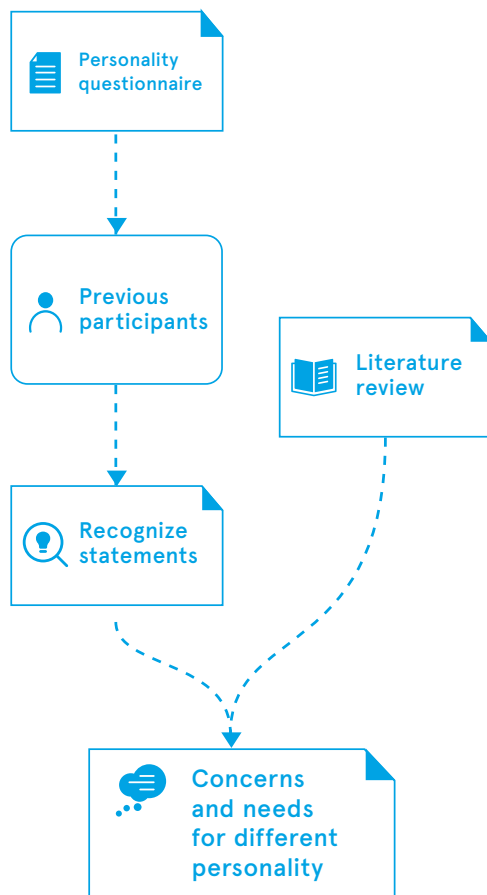 Personality
questionnaire
Previous
participants
Literature
review
Recognize
statements
Concerns
and needs
for different
personality